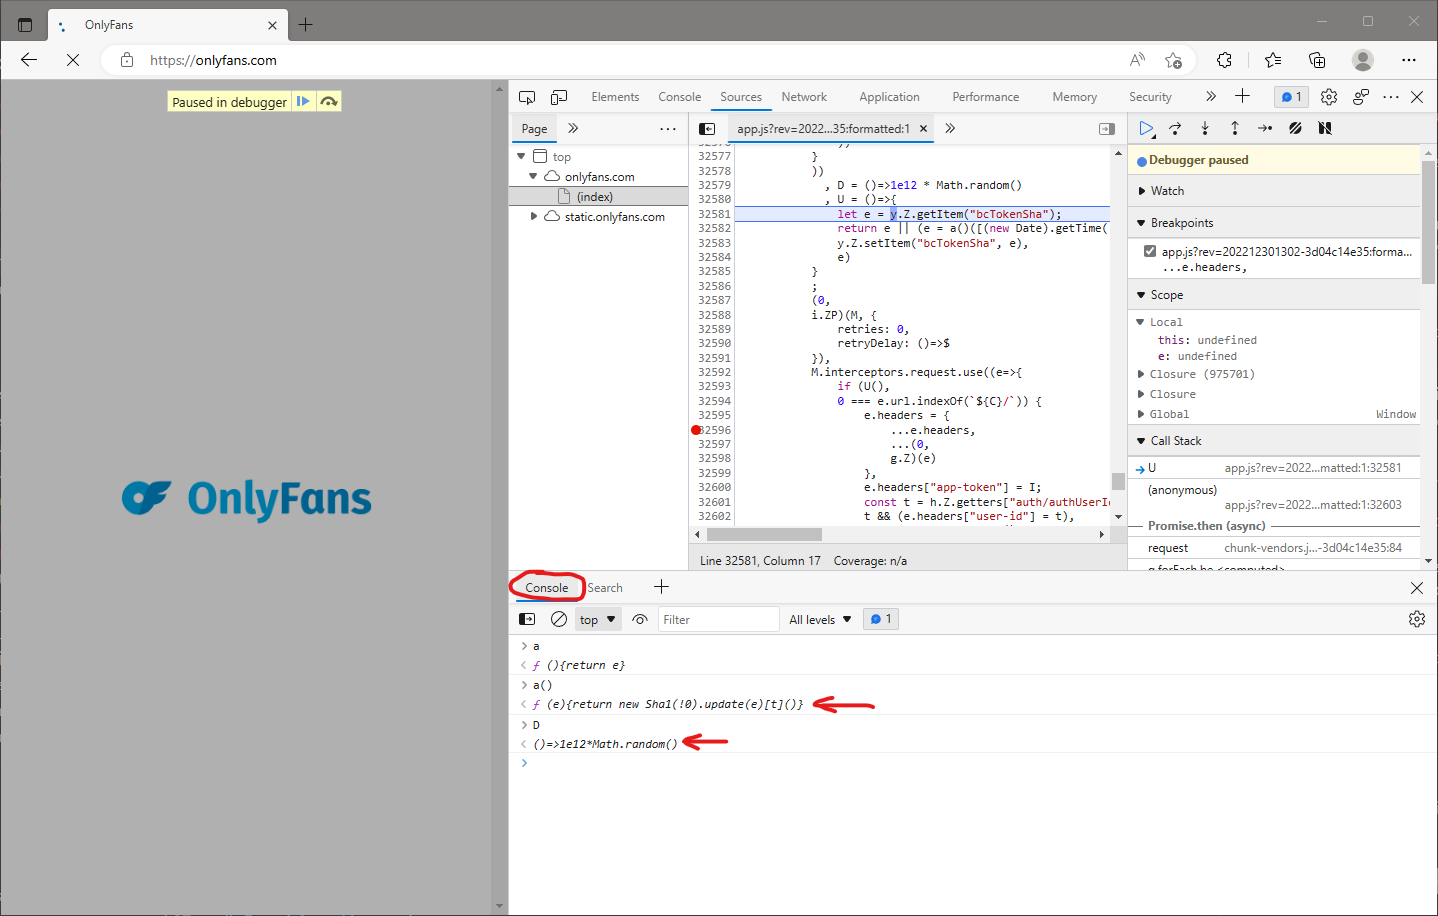 OnlyFans
https://onlyfans.com
Paused in debugger
OnlyFans
Elements Console Sources Network Application Performance Memory Security 1
Page
top
onlyfans.com
(index)
static.onlyfans.com
app.js?rev=2022...35:formatted:1
32577 }
32578 ))
32579 , D = ()=>1e12 * Math.random()
32580 , U = ()=>{
32581 let e = y.Z.getItem("bcTokenSha");
32582 return e || (e = a()([(new Date).getTime(
32583 y.Z.setItem("bcTokenSha", e),
32584 e)
32585 }
32586 ;
32587 (0,
32588 i.ZP)(M, {
32589 retries: 0,
32590 retryDelay: ()=>$
32591 }),
32592 M.interceptors.request.use((e=>{
32593 if (U(),
32594 0 === e.url.indexOf(`${C}/`)) {
32595 e.headers = {
32596 ...e.headers,
32597 ...(0,
32598 g.Z)(e)
32599 },
32600 e.headers["app-token"] = I;
32601 const t = h.Z.getters["auth/authUserI
32602 t && (e.headers["user-id"] = t),
Line 32581, Column 17 Coverage: n/a
Debugger paused
Watch
Breakpoints
app.js?rev=202212301302-3d04c14e35:forma...
...e.headers,
Scope
Local
this: undefined
e: undefined
Closure (975701)
Closure
Global Window
Call Stack
U app.js?rev=2022...matted:1:32581
(anonymous)
app.js?rev=2022...matted:1:32603
Promise.then (async)
request chunk-vendors.j...-3d04c14e35:84
g.forEach.he.<computed>
Console Search
top Filter All levels 1
a
ƒ (){return e}
a()
ƒ (e){return new Sha1(!0).update(e)[t]()}
D
()=>1e12*Math.random()